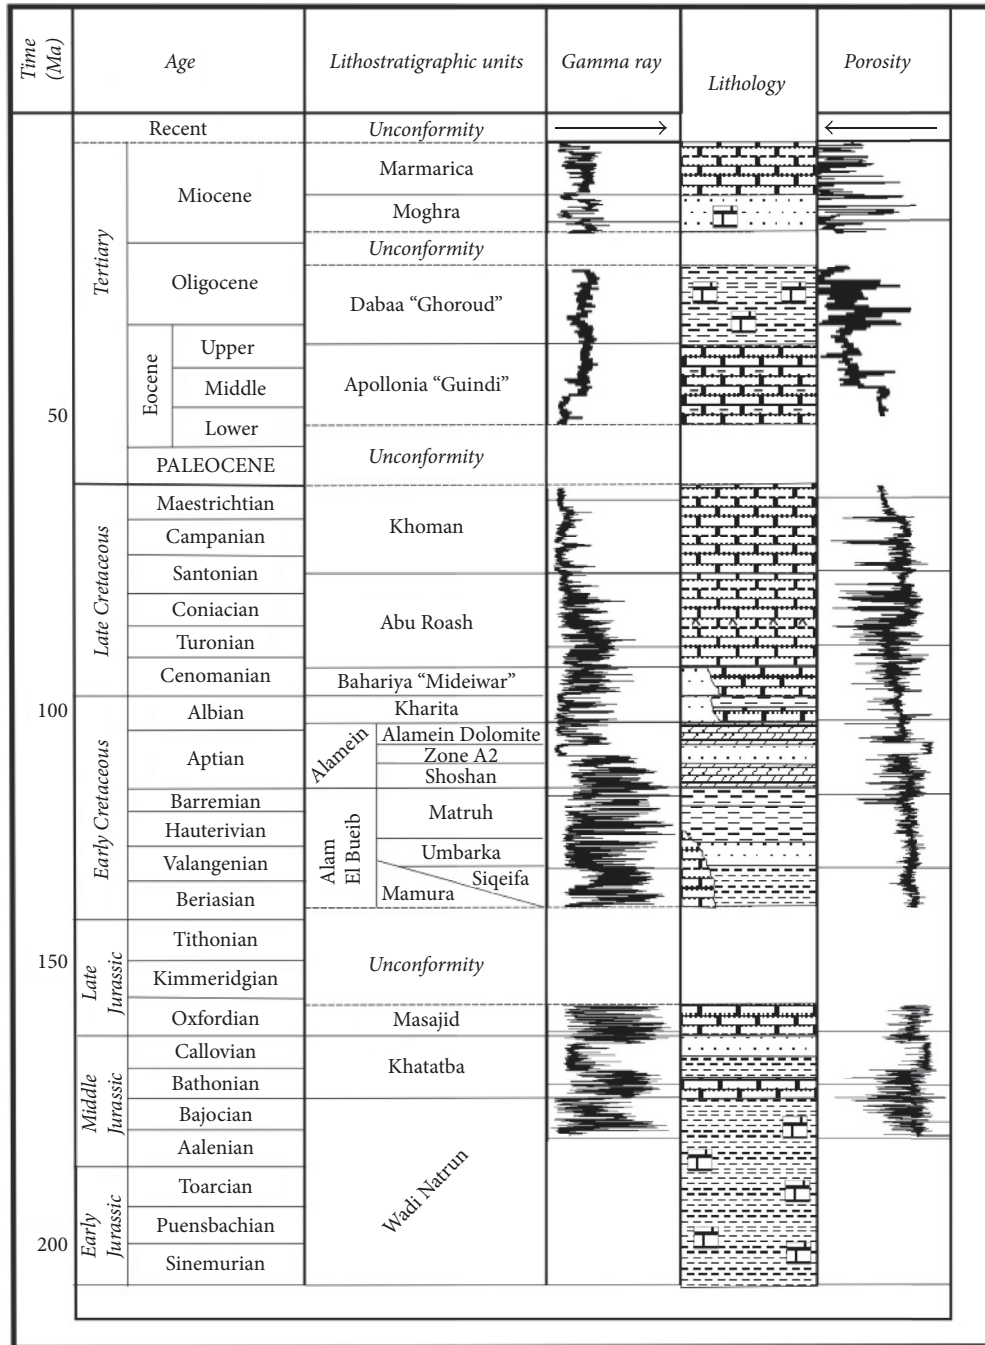 Time (Ma)
Age
Lithostratigraphic units
Gamma ray
Lithology
Porosity
Recent
Unconformity
Tertiary
Miocene
Marmarica
Moghra
Unconformity
Oligocene
Dabaa “Ghoroud”
Eocene
Upper
Middle
Lower
Apollonia “Guindi”
50
PALEOCENE
Unconformity
Late Cretaceous
Maestrichtian
Campanian
Santonian
Coniacian
Turonian
Cenomanian
Khoman
Abu Roash
Bahariya “Mideiwar”
100
Early Cretaceous
Albian
Aptian
Barremian
Hauterivian
Valangenian
Beriasian
Kharita
Alamein
Alamein Dolomite
Zone A2
Shoshan
Alam
El Bueib
Matruh
Umbarka
Siqeifa
Mamura
150
Late
Jurassic
Tithonian
Kimmeridgian
Oxfordian
Unconformity
Masajid
Middle
Jurassic
Callovian
Bathonian
Bajocian
Aalenian
Khatatba
Wadi Natrun
200
Early
Jurassic
Toarcian
Puensbachian
Sinemurian